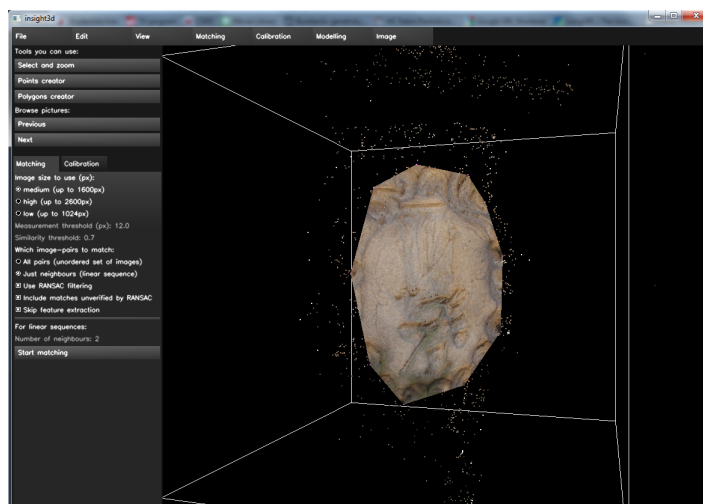 insight3d
File Edit View Matching Calibration Modelling Image
Tools you can use:
Select and zoom
Points creator
Polygons creator
Browse pictures:
Previous
Next
Matching Calibration
Image size to use (px):
medium (up to 1600px)
high (up to 2600px)
low (up to 1024px)
Measurement threshold (px): 12.0
Similarity threshold: 0.7
Which image-pairs to match:
All pairs (unordered set of images)
Just neighbours (linear sequence)
Use RANSAC filtering
Include matches unverified by RANSAC
Skip feature extraction
For linear sequences:
Number of neighbours: 2
Start matching